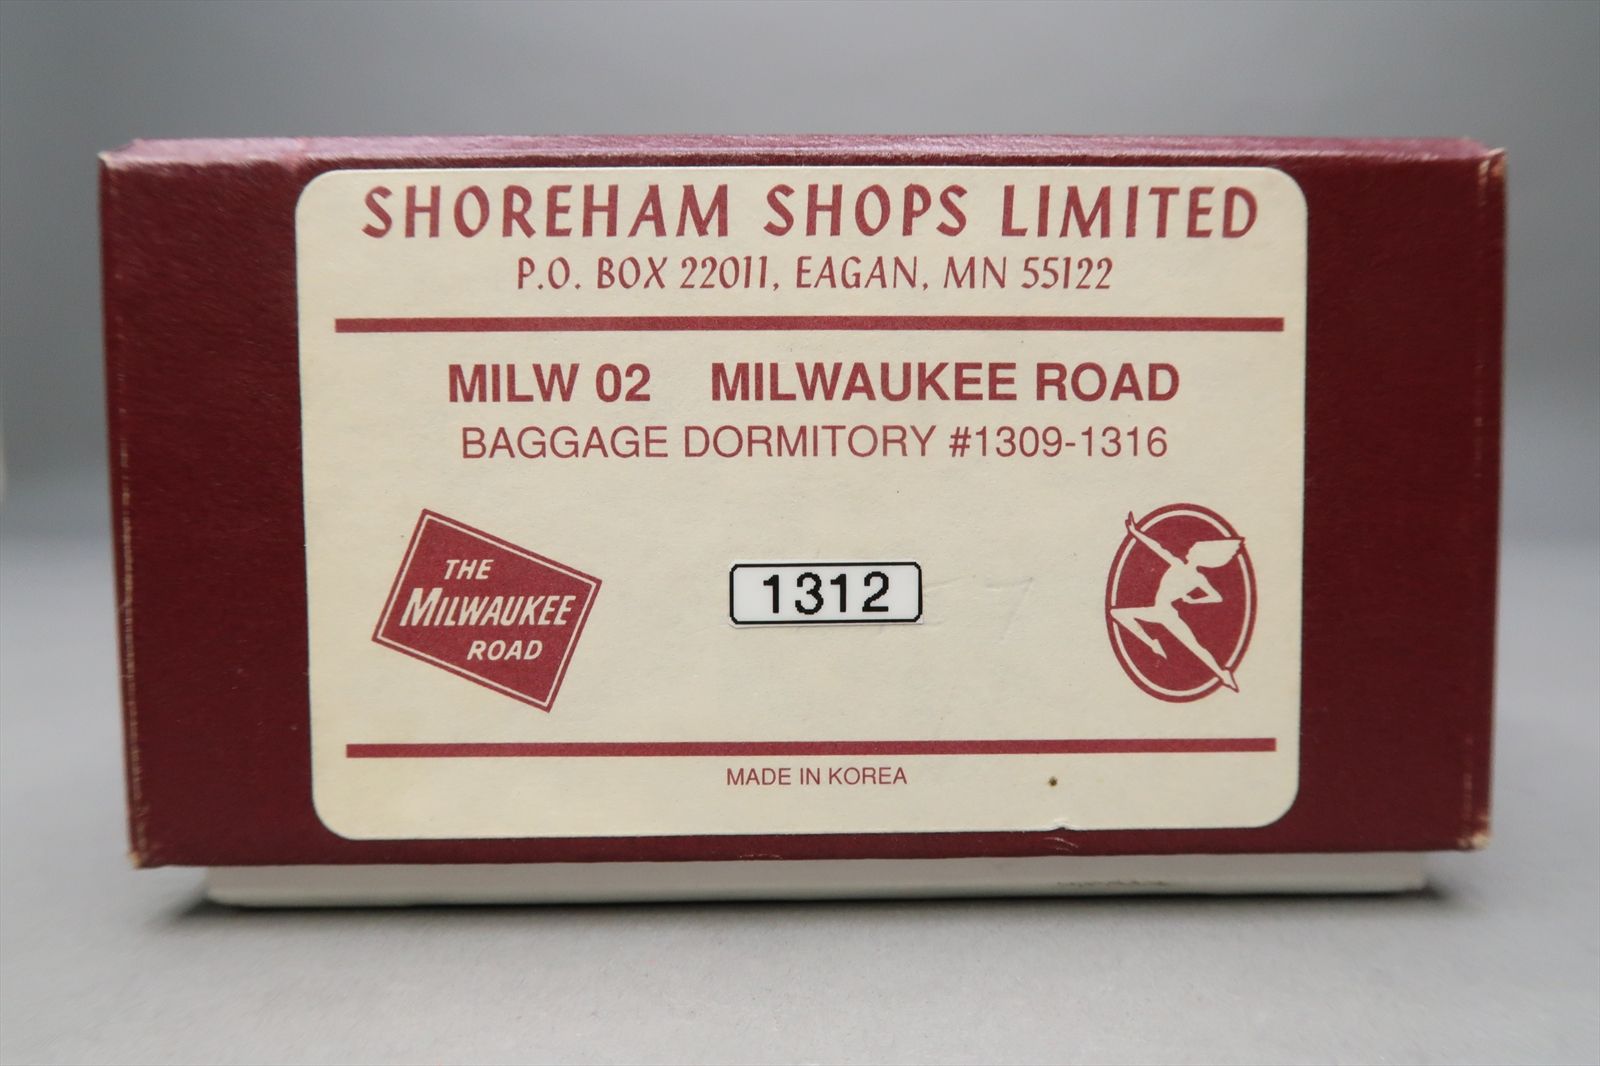 SHOREHAM SHOPS LIMITED
P.O. BOX 22011, EAGAN, MN 55122
MILW 02 MILWAUKEE ROAD
BAGGAGE DORMITORY #1309-1316
THE
MILWAUKEE
ROAD
1312
MADE IN KOREA